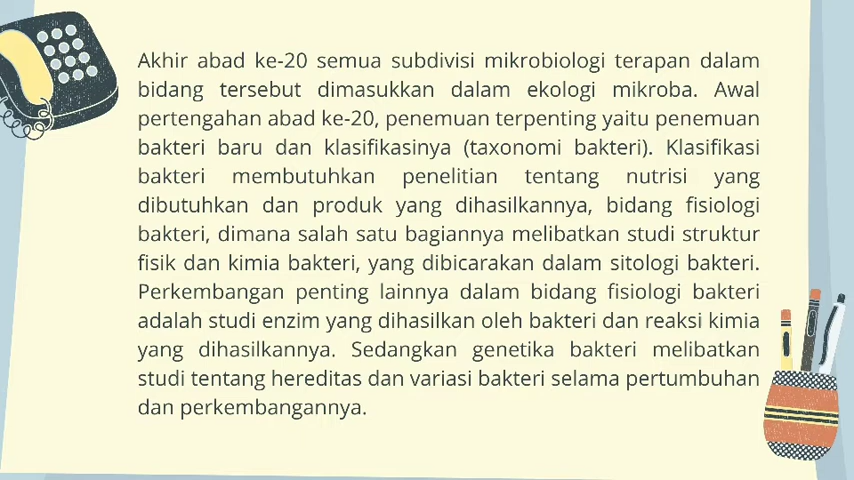 Akhir abad ke-20 semua subdivisi mikrobiologi terapan dalam
bidang tersebut dimasukkan dalam ekologi mikroba. Awal
pertengahan abad ke-20, penemuan terpenting yaitu penemuan
bakteri baru dan klasifikasinya (taxonomi bakteri). Klasifikasi
bakteri membutuhkan penelitian tentang nutrisi yang
dibutuhkan dan produk yang dihasilkannya, bidang fisiologi
bakteri, dimana salah satu bagiannya melibatkan studi struktur
fisik dan kimia bakteri, yang dibicarakan dalam sitologi bakteri.
Perkembangan penting lainnya dalam bidang fisiologi bakteri
adalah studi enzim yang dihasilkan oleh bakteri dan reaksi kimia
yang dihasilkannya. Sedangkan genetika bakteri melibatkan
studi tentang hereditas dan variasi bakteri selama pertumbuhan
dan perkembangannya.